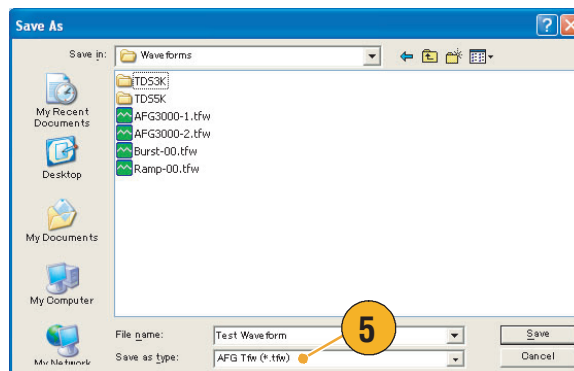 Save As
Save in:
Waveforms
TDS3K
TDS5K
AFG3000-1.tfw
AFG3000-2.tfw
Burst-00.tfw
Ramp-00.tfw
My Recent
Documents
Desktop
My Documents
My Computer
My Network
File name:
Test Waveform
Save
Save as type:
AFG Tfw (*.tfw)
Cancel
5